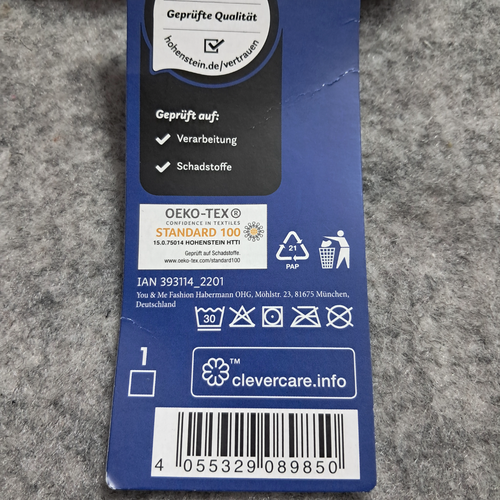 Geprüfte Qualität
hohenstein.de/vertrauen
Geprüft auf:
Verarbeitung
Schadstoffe
OEKO-TEX®
CONFIDENCE IN TEXTILES
STANDARD 100
15.0.75014 HOHENSTEIN HTTI
Geprüft auf Schadstoffe
www.oeko-tex.com/standard100
21
PAP
IAN 393114_2201
You & Me Fashion Habermann OHG, Möhlstr. 23, 81675 München,
Deutschland
30
1
™
clevercare.info
4 055329 089850